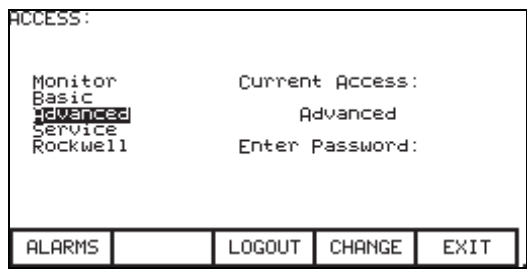 ACCESS:
Monitor
Basic
Advanced
Service
Rockwell
Current Access:
Advanced
Enter Password:
ALARMS LOGOUT CHANGE EXIT